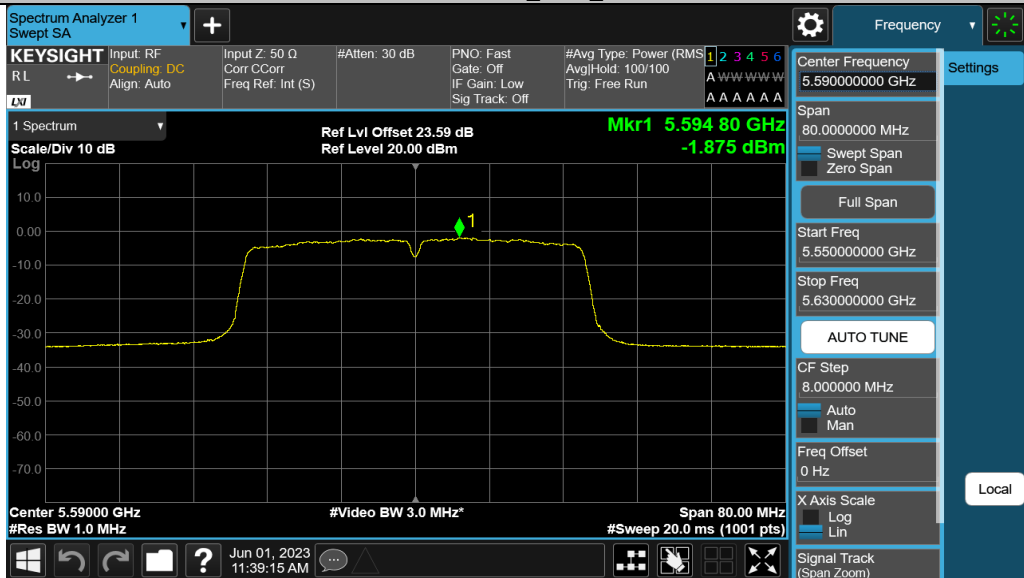 Spectrum Analyzer 1
Swept SA
+
Frequency
KEYSIGHT
R L
LXI
Input: RF
Coupling: DC
Align: Auto
Input Z: 50 Ω
Corr CCorr
Freq Ref: Int (S)
#Atten: 30 dB
PNO: Fast
Gate: Off
IF Gain: Low
Sig Track: Off
#Avg Type: Power (RMS
Avg|Hold: 100/100
Trig: Free Run
1 2 3 4 5 6
A W W W W W
A A A A A A
Center Frequency
5.590000000 GHz
Settings
Span
80.0000000 MHz
Swept Span
Zero Span
Full Span
Start Freq
5.550000000 GHz
Stop Freq
5.630000000 GHz
AUTO TUNE
CF Step
8.000000 MHz
Auto
Man
Freq Offset
0 Hz
X Axis Scale
Log
Lin
Signal Track
(Span Zoom)
Local
1 Spectrum
Scale/Div 10 dB
Log
Ref Lvl Offset 23.59 dB
Ref Level 20.00 dBm
Mkr1 5.594 80 GHz
-1.875 dBm
1
10.0
0.00
-10.0
-20.0
-30.0
-40.0
-50.0
-60.0
-70.0
Center 5.59000 GHz
#Res BW 1.0 MHz
#Video BW 3.0 MHz*
Span 80.00 MHz
#Sweep 20.0 ms (1001 pts)
?
Jun 01, 2023
11:39:15 AM